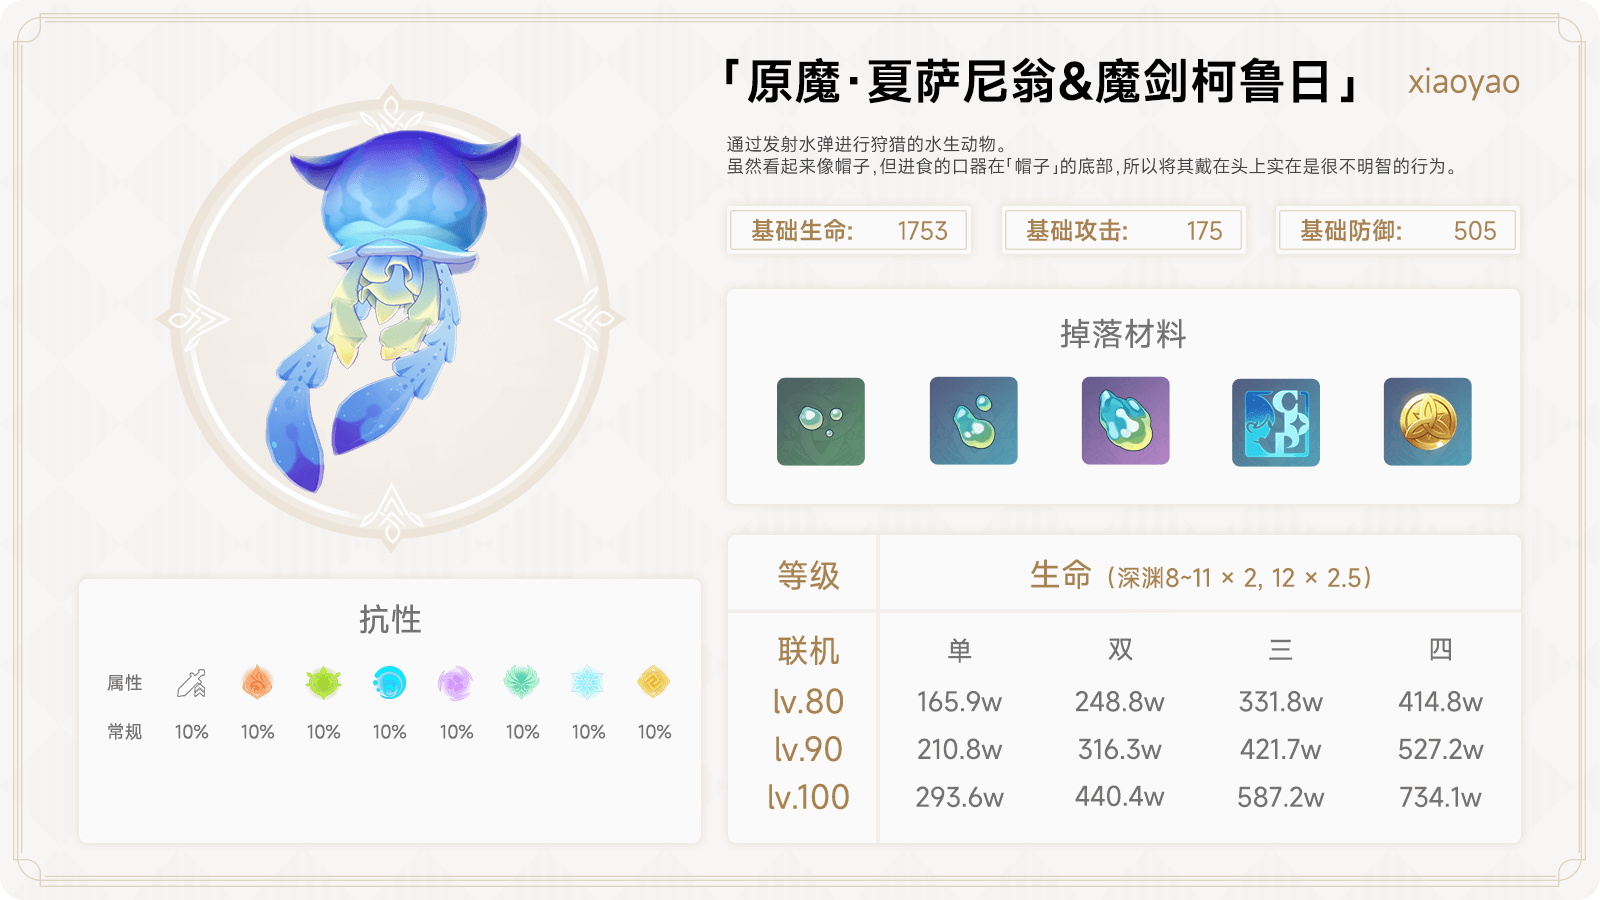 「原魔·夏萨尼翁&魔剑柯鲁日」 xiaoyao
通过发射水弹进行狩猎的水生动物。
虽然看起来像帽子,但进食的口器在「帽子」的底部,所以将其戴在头上实在是很不明智的行为。
基础生命: 1753 基础攻击: 175 基础防御: 505
掉落材料
抗性
属性
常规 10% 10% 10% 10% 10% 10% 10% 10%
等级 生命(深渊8~11 × 2, 12 × 2.5)
联机 单 双 三 四
lv.80 165.9w 248.8w 331.8w 414.8w
lv.90 210.8w 316.3w 421.7w 527.2w
lv.100 293.6w 440.4w 587.2w 734.1w